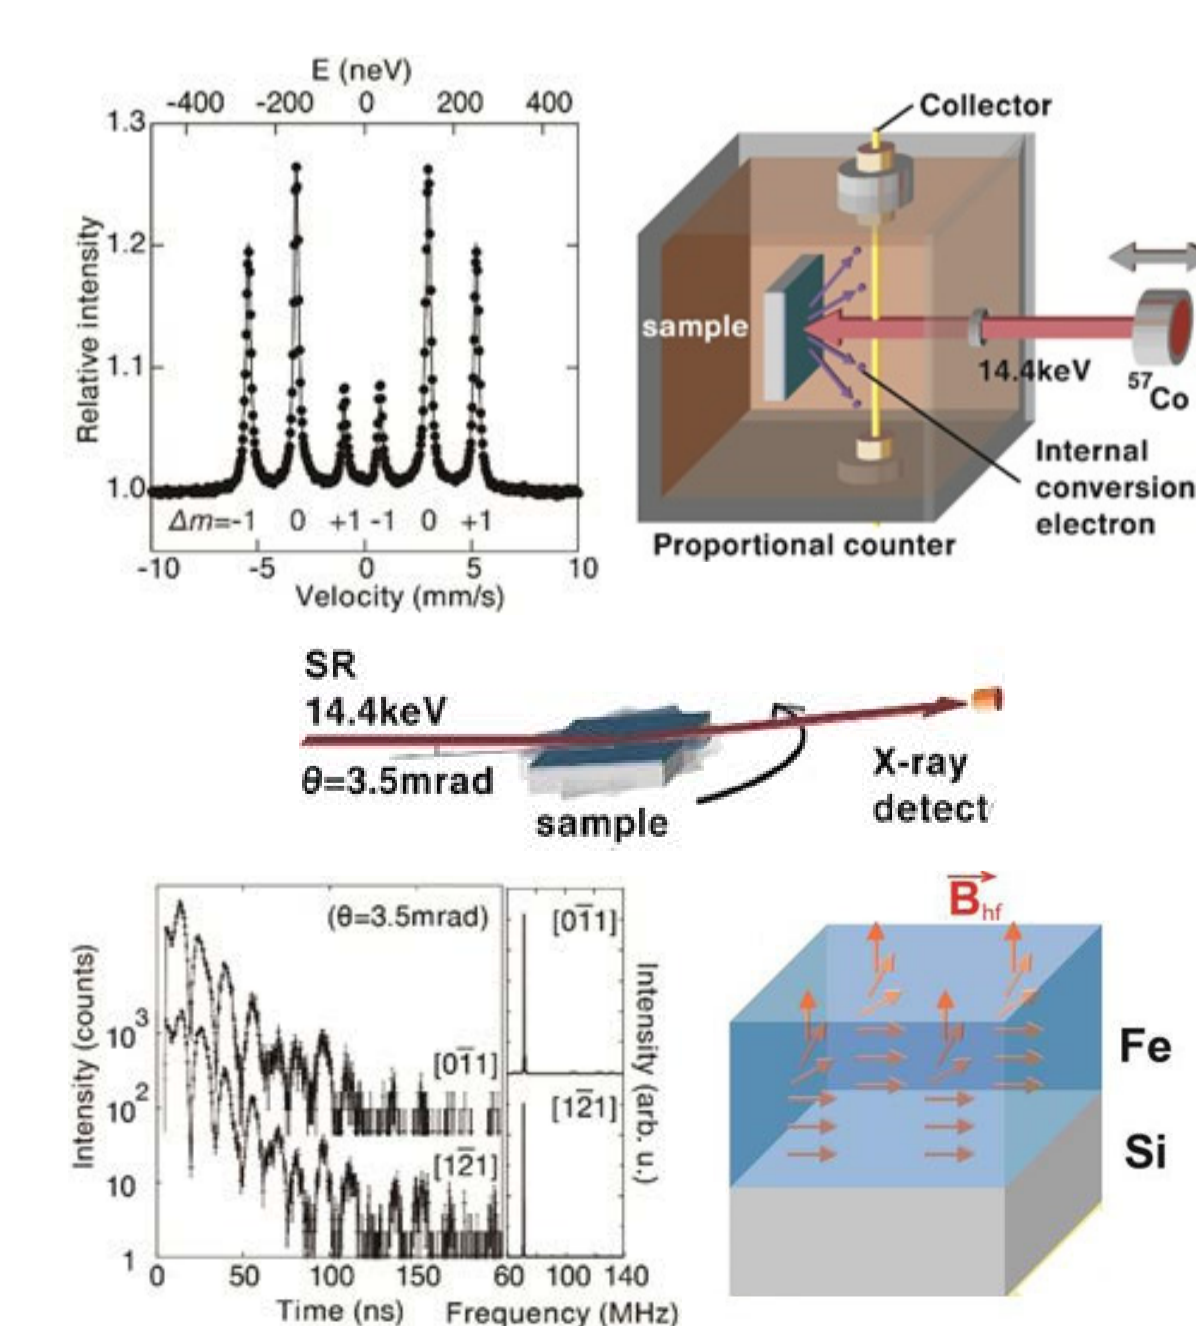 E (neV)
-400 -200 0 200 400
1.3
1.2
1.1
1.0
Relative intensity
Δm=-1 0 +1 -1 0 +1
-10 -5 0 5 10
Velocity (mm/s)
Collector
sample
14.4keV
57Co
Internal
conversion
electron
Proportional counter
SR
14.4keV
θ=3.5mrad
sample
X-ray
detect
(θ=3.5mrad)
Intensity (counts)
10³
10²
10
1
[01̅1]
[12̅1]
0 50 100 150
Time (ns)
[01̅1]
[12̅1]
Intensity (arb. u.)
60 100 140
Frequency (MHz)
B⃗hf
Fe
Si